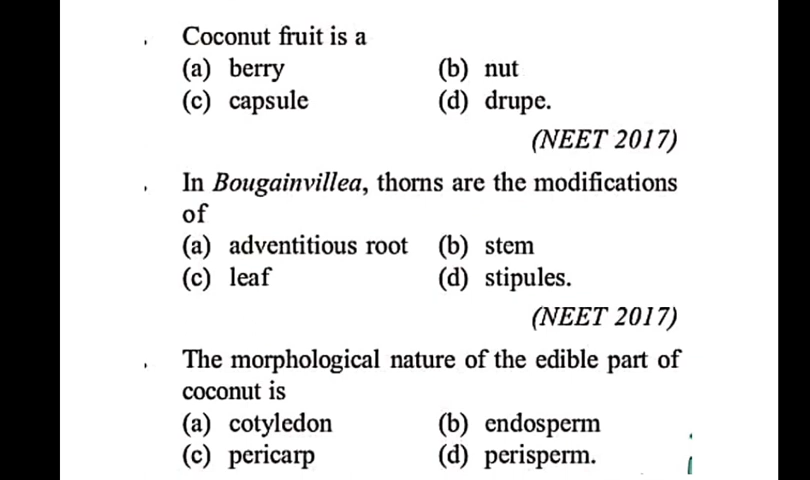 Coconut fruit is a
(a) berry (b) nut
(c) capsule (d) drupe.
(NEET 2017)
In Bougainvillea, thorns are the modifications
of
(a) adventitious root (b) stem
(c) leaf (d) stipules.
(NEET 2017)
The morphological nature of the edible part of
coconut is
(a) cotyledon (b) endosperm
(c) pericarp (d) perisperm.